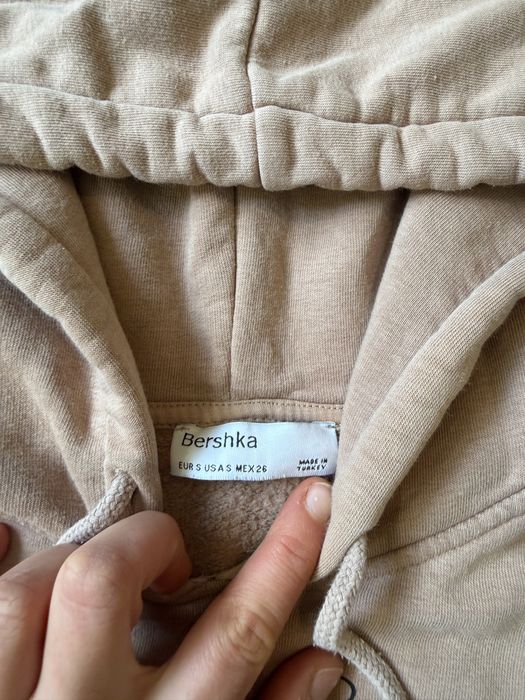 Bershka
EUR S USA S MEX 26
MADE IN
TURKEY